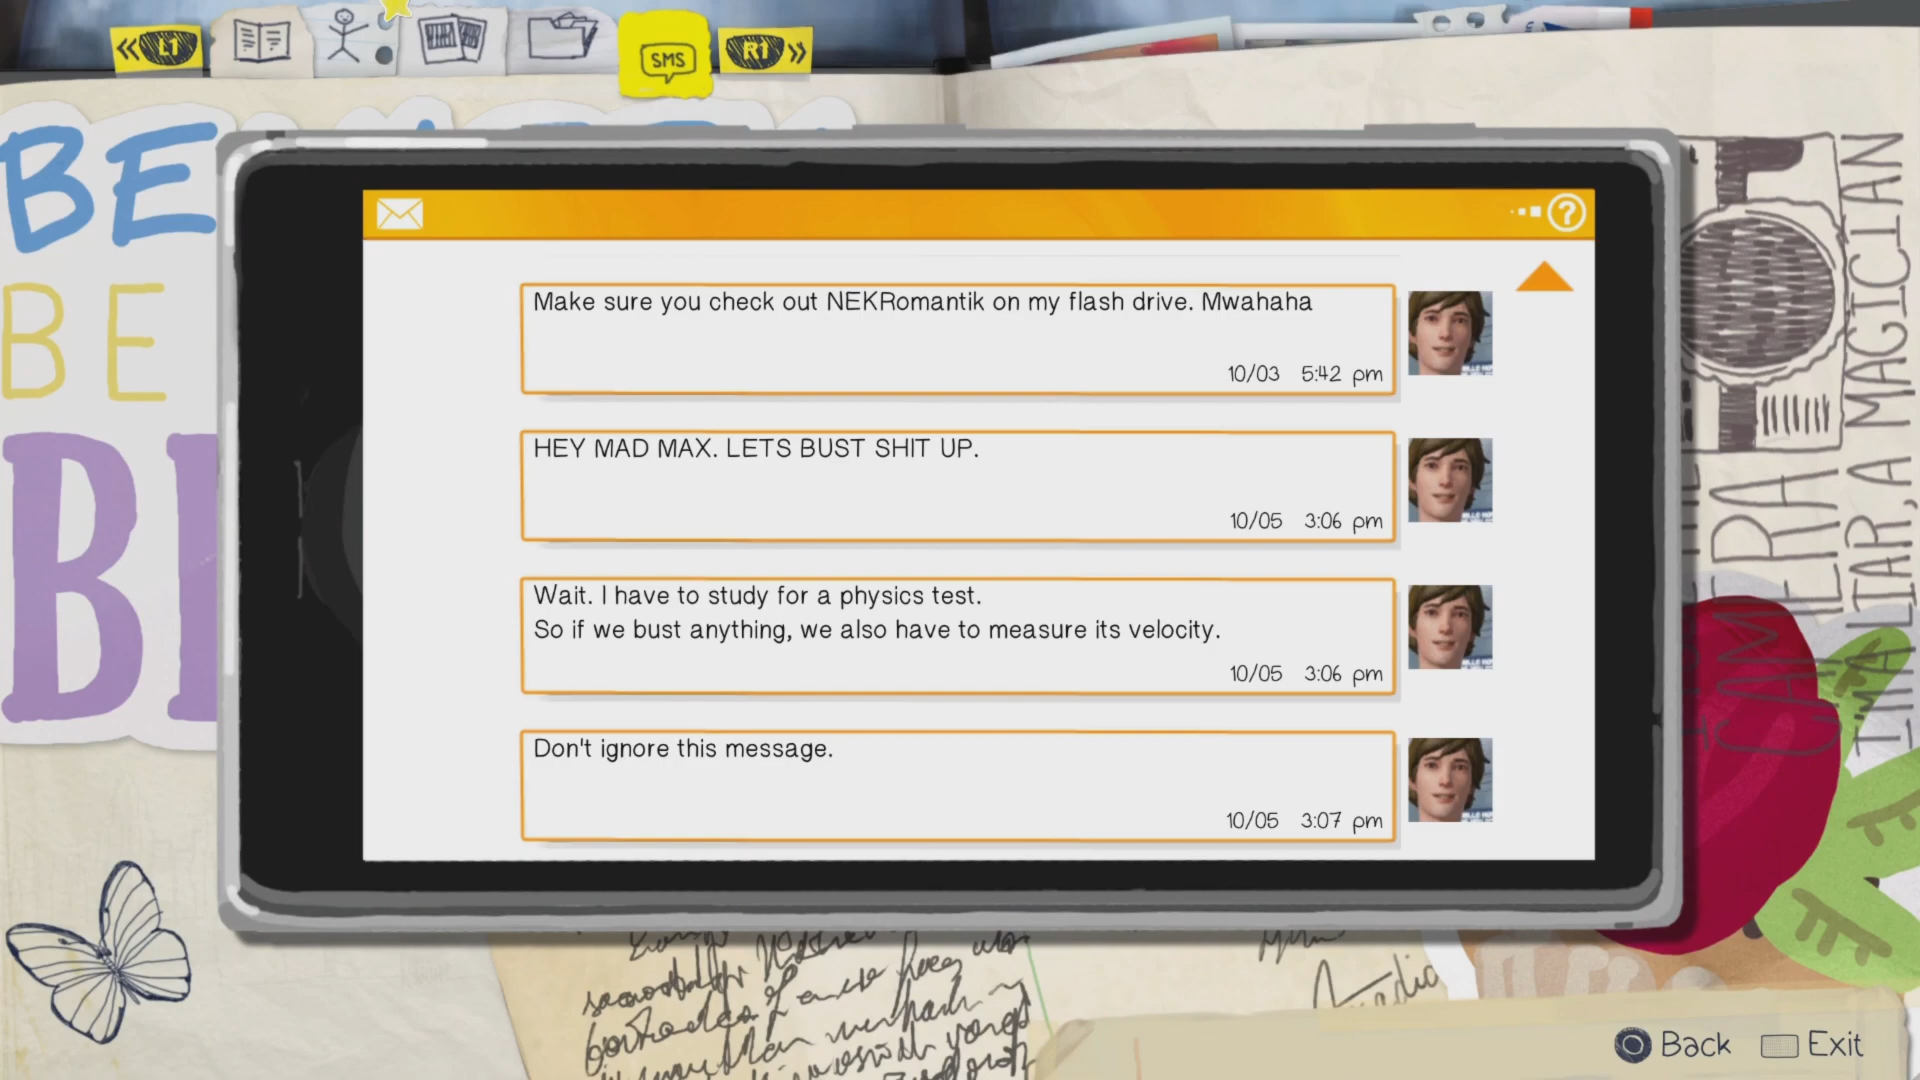 L1
SMS
R1
BE
BE
Make sure you check out NEKRomantik on my flash drive. Mwahaha
10/03 5:42 pm
HEY MAD MAX. LETS BUST SHIT UP.
10/05 3:06 pm
Wait. I have to study for a physics test.
So if we bust anything, we also have to measure its velocity.
10/05 3:06 pm
Don't ignore this message.
10/05 3:07 pm
CAMERA
LIAR, A MAGICIAN
Back Exit